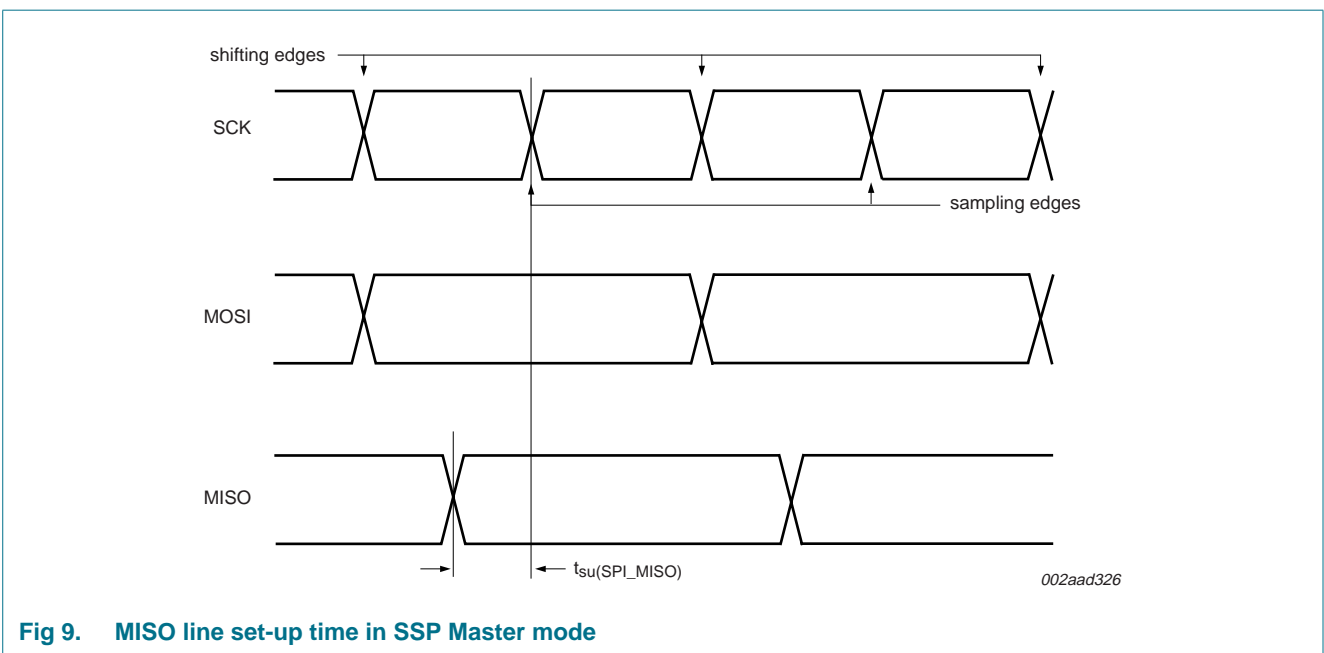 shifting edges
SCK
sampling edges
MOSI
MISO
tsu(SPI_MISO)
002aad326
Fig 9. MISO line set-up time in SSP Master mode